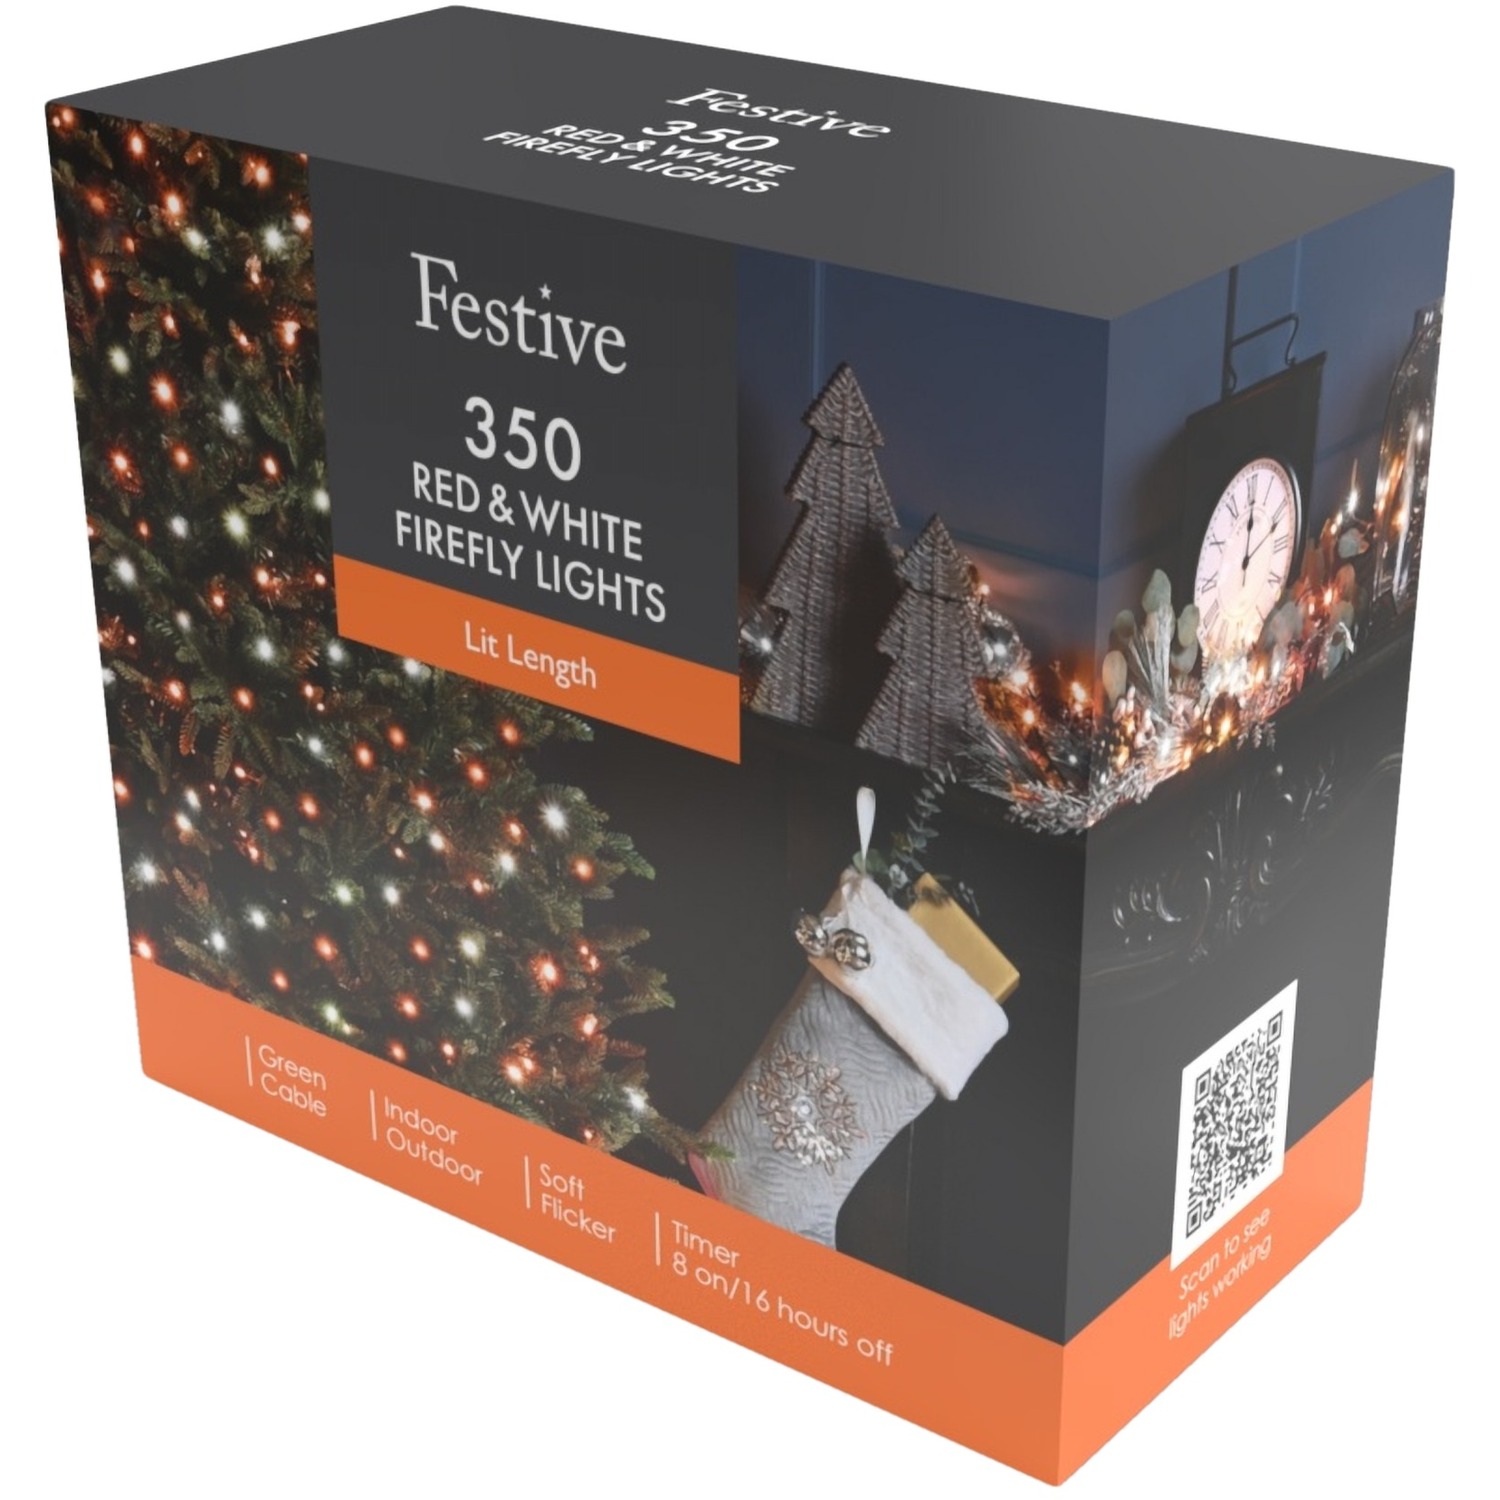 Festive
350
RED & WHITE
FIREFLY LIGHTS
Festive
350
RED & WHITE
FIREFLY LIGHTS
Lit Length
Green
Cable
Indoor
Outdoor
Soft
Flicker
Timer
8 on/16 hours off
Scan to see
lights working